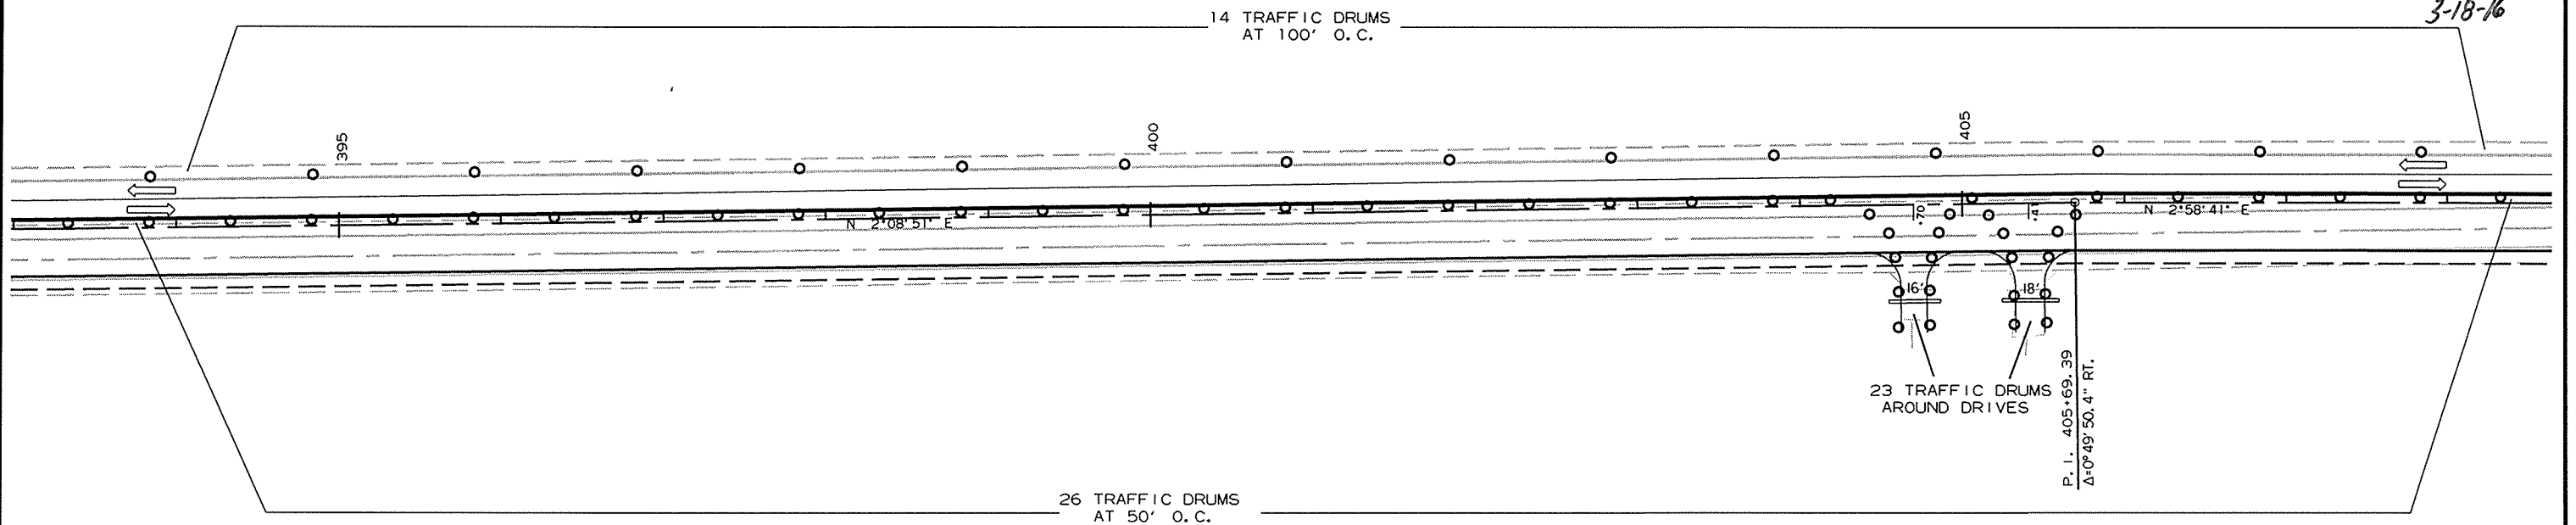 3-18-16
14 TRAFFIC DRUMS
AT 100' O.C.
395
400
405
N 2°08'51" E
.70
.41
N 2°58'41" E
16'
18'
23 TRAFFIC DRUMS
AROUND DRIVES
P.I. 405+69.39
Δ=0°49'50.4" RT.
26 TRAFFIC DRUMS
AT 50' O.C.